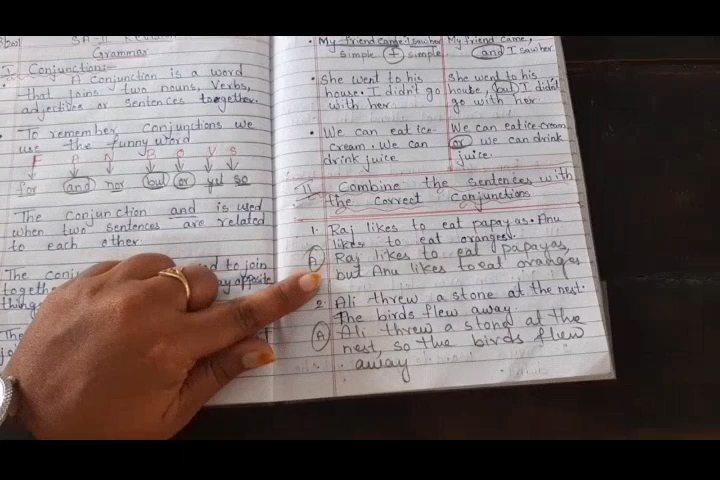 SA-II
Grammar
I Conjunction:-
A Conjunction is a word
that joins two nouns, Verbs,
adjectives or sentences together.
To remember Conjunctions we
use the funny word
F N B O Y S
for and nor but or yet so
The Conjunction and is used
when two sentences are related
to each other
The to join
together opposite
My friend came. I saw her
simple + simple
She went to his
house. I didn't go
with her
We can eat ice-
cream. We can
drink juice
My friend came,
and I saw her
She went to his
house, but I didn't
go with her
We can eat ice-cream,
or we can drink
juice.
II Combine the sentences with
the correct Conjunctions.
1. Raj likes to eat papayas. Anu
likes to eat oranges.
A Raj likes to eat papayas
but Anu likes to eat oranges
2. Ali threw a stone at the nest.
The birds flew away.
A Ali threw a stond at the
nest, so the birds flew
away